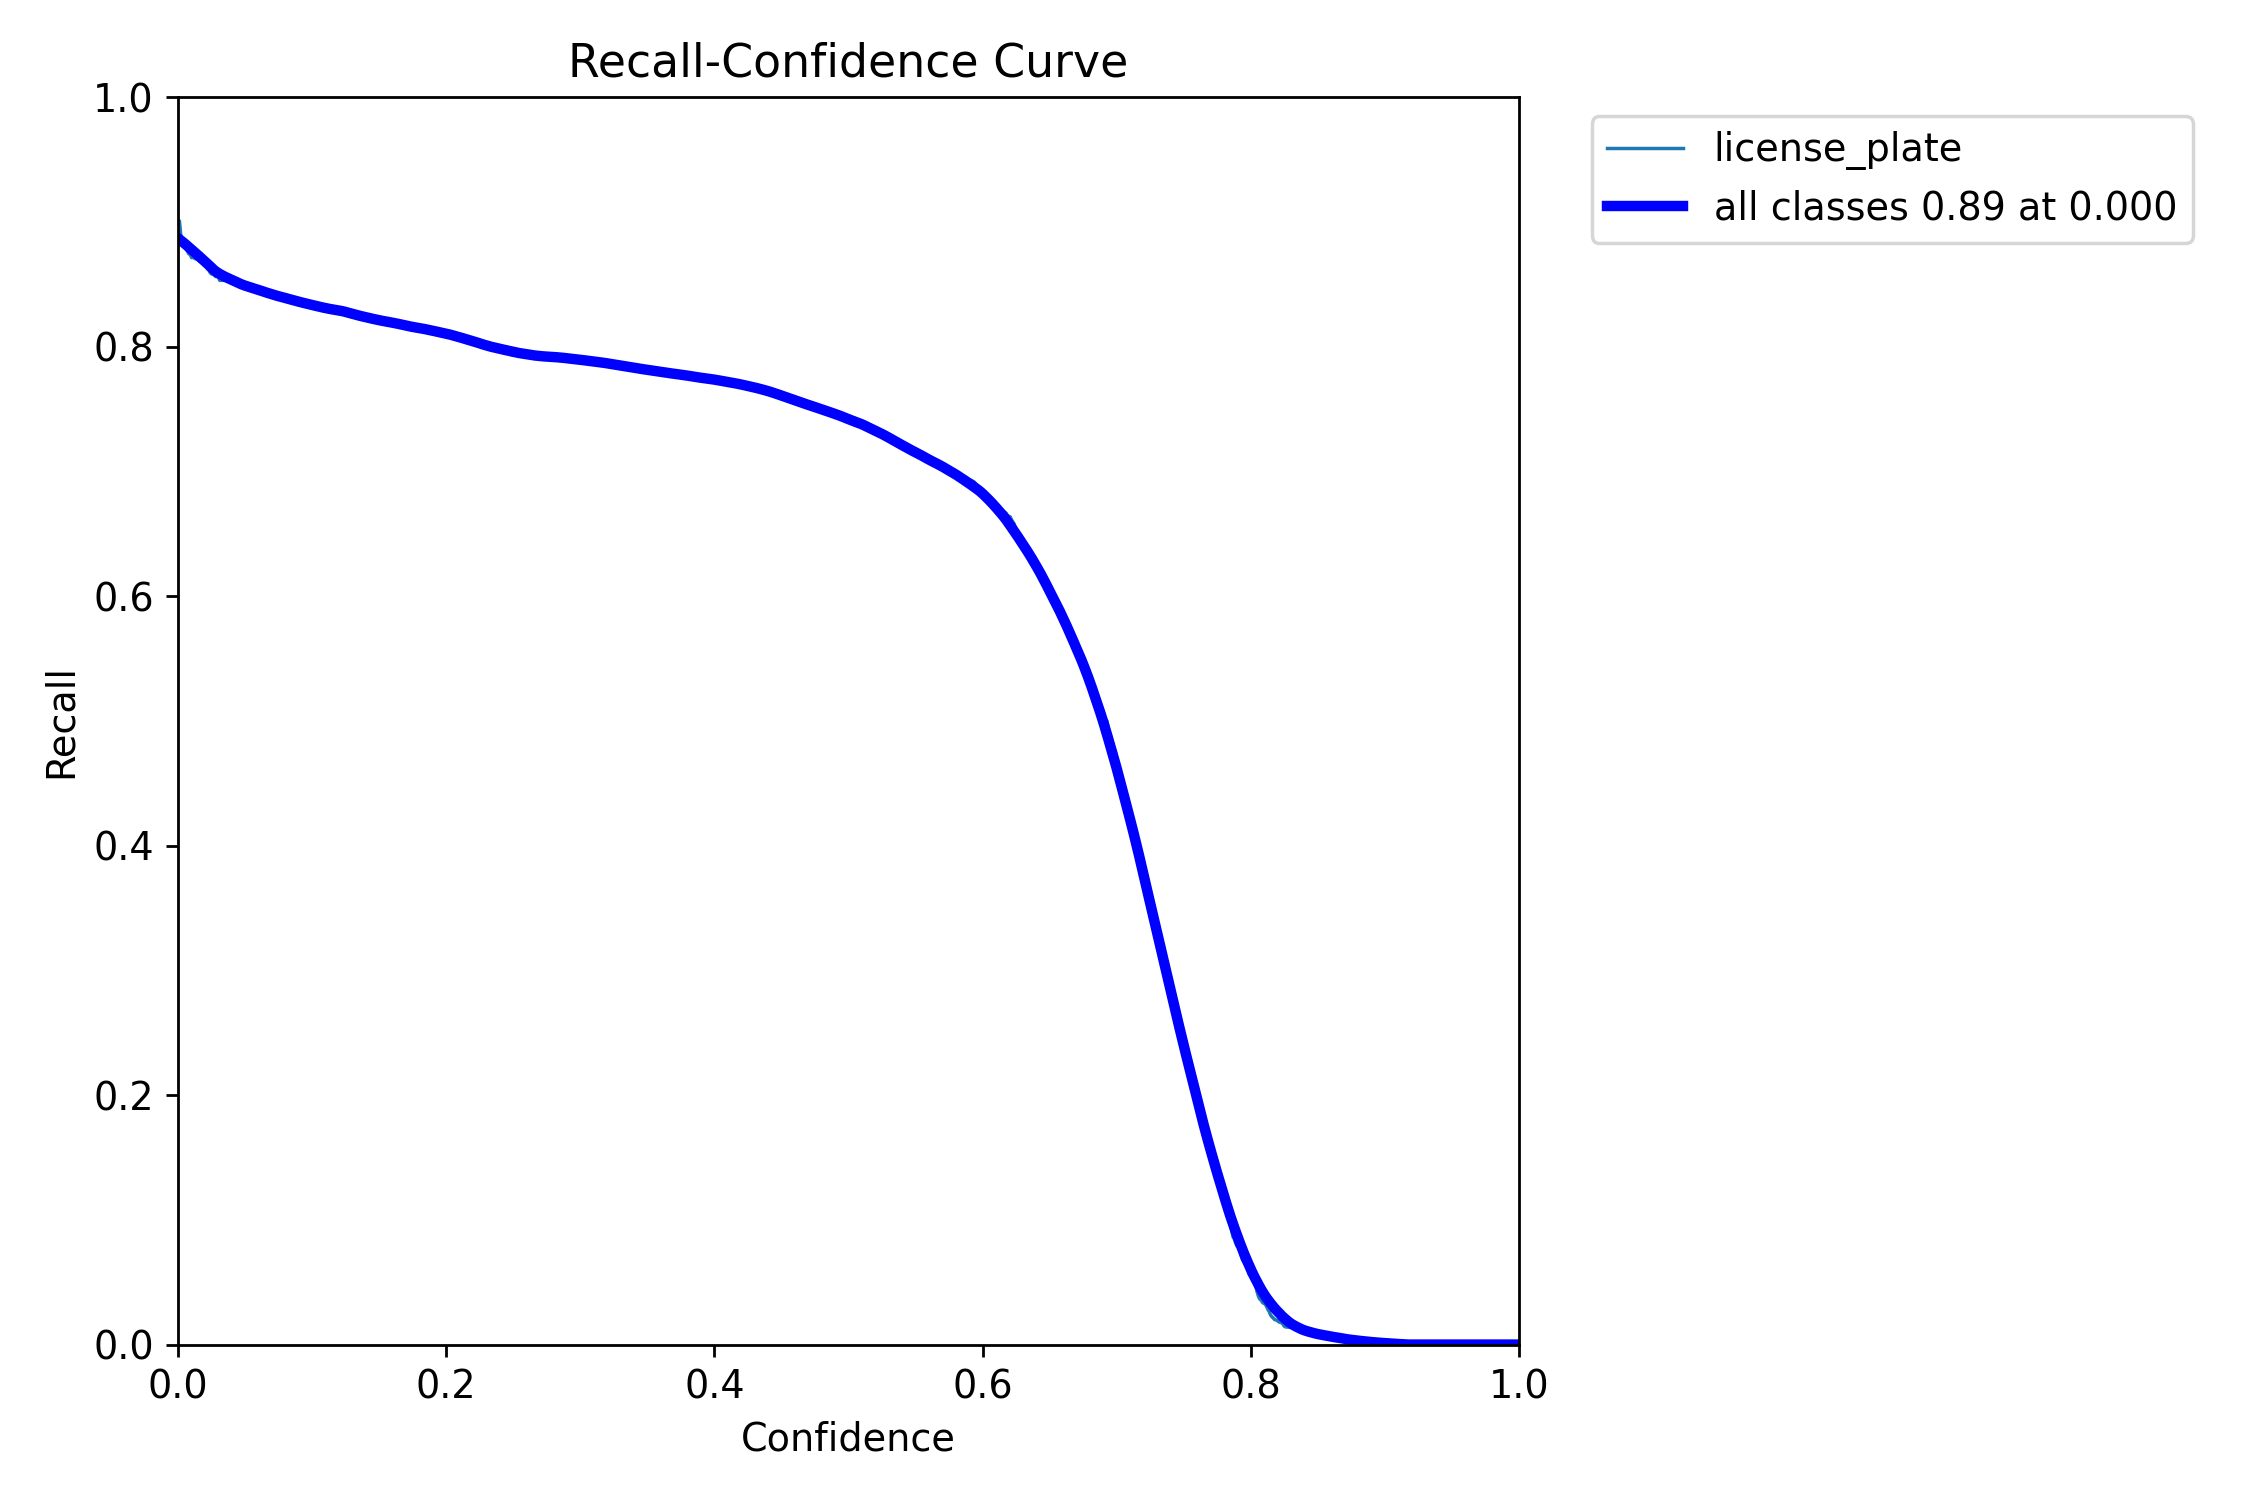 Recall-Confidence Curve
1.0
0.8
0.6
0.4
0.2
0.0
Recall
0.0 0.2 0.4 0.6 0.8 1.0
Confidence
license_plate
all classes 0.89 at 0.000